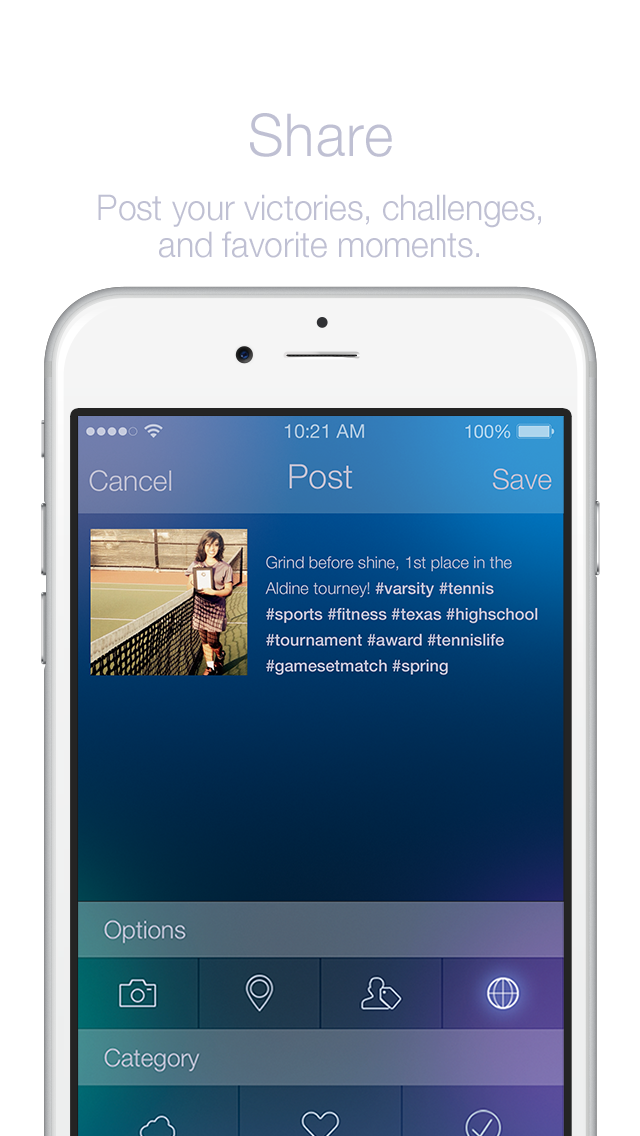 Share
Post your victories, challenges,
and favorite moments.
10:21 AM
100%
Cancel
Post
Save
Grind before shine, 1st place in the
Aldine tourney! #varsity #tennis
#sports #fitness #texas #highschool
#tournament #award #tennislife
#gamesetmatch #spring
Options
Category